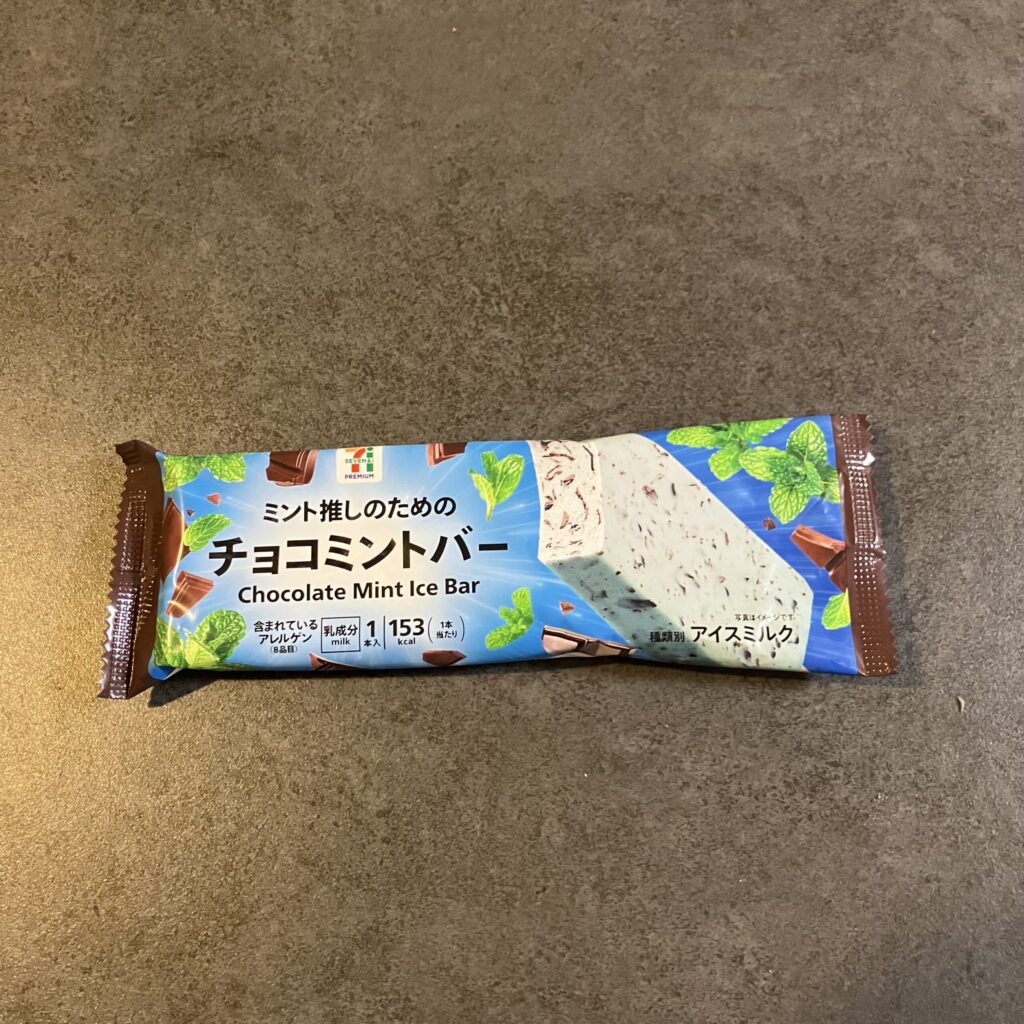 SEVEN&i
PREMIUM
ミント推しのための
チョコミントバー
Chocolate Mint Ice Bar
含まれている
アレルゲン
(8品目)
乳成分
milk
1
本入
153
kcal
(1本
当たり)
写真はイメージです。
種類別 アイスミルク